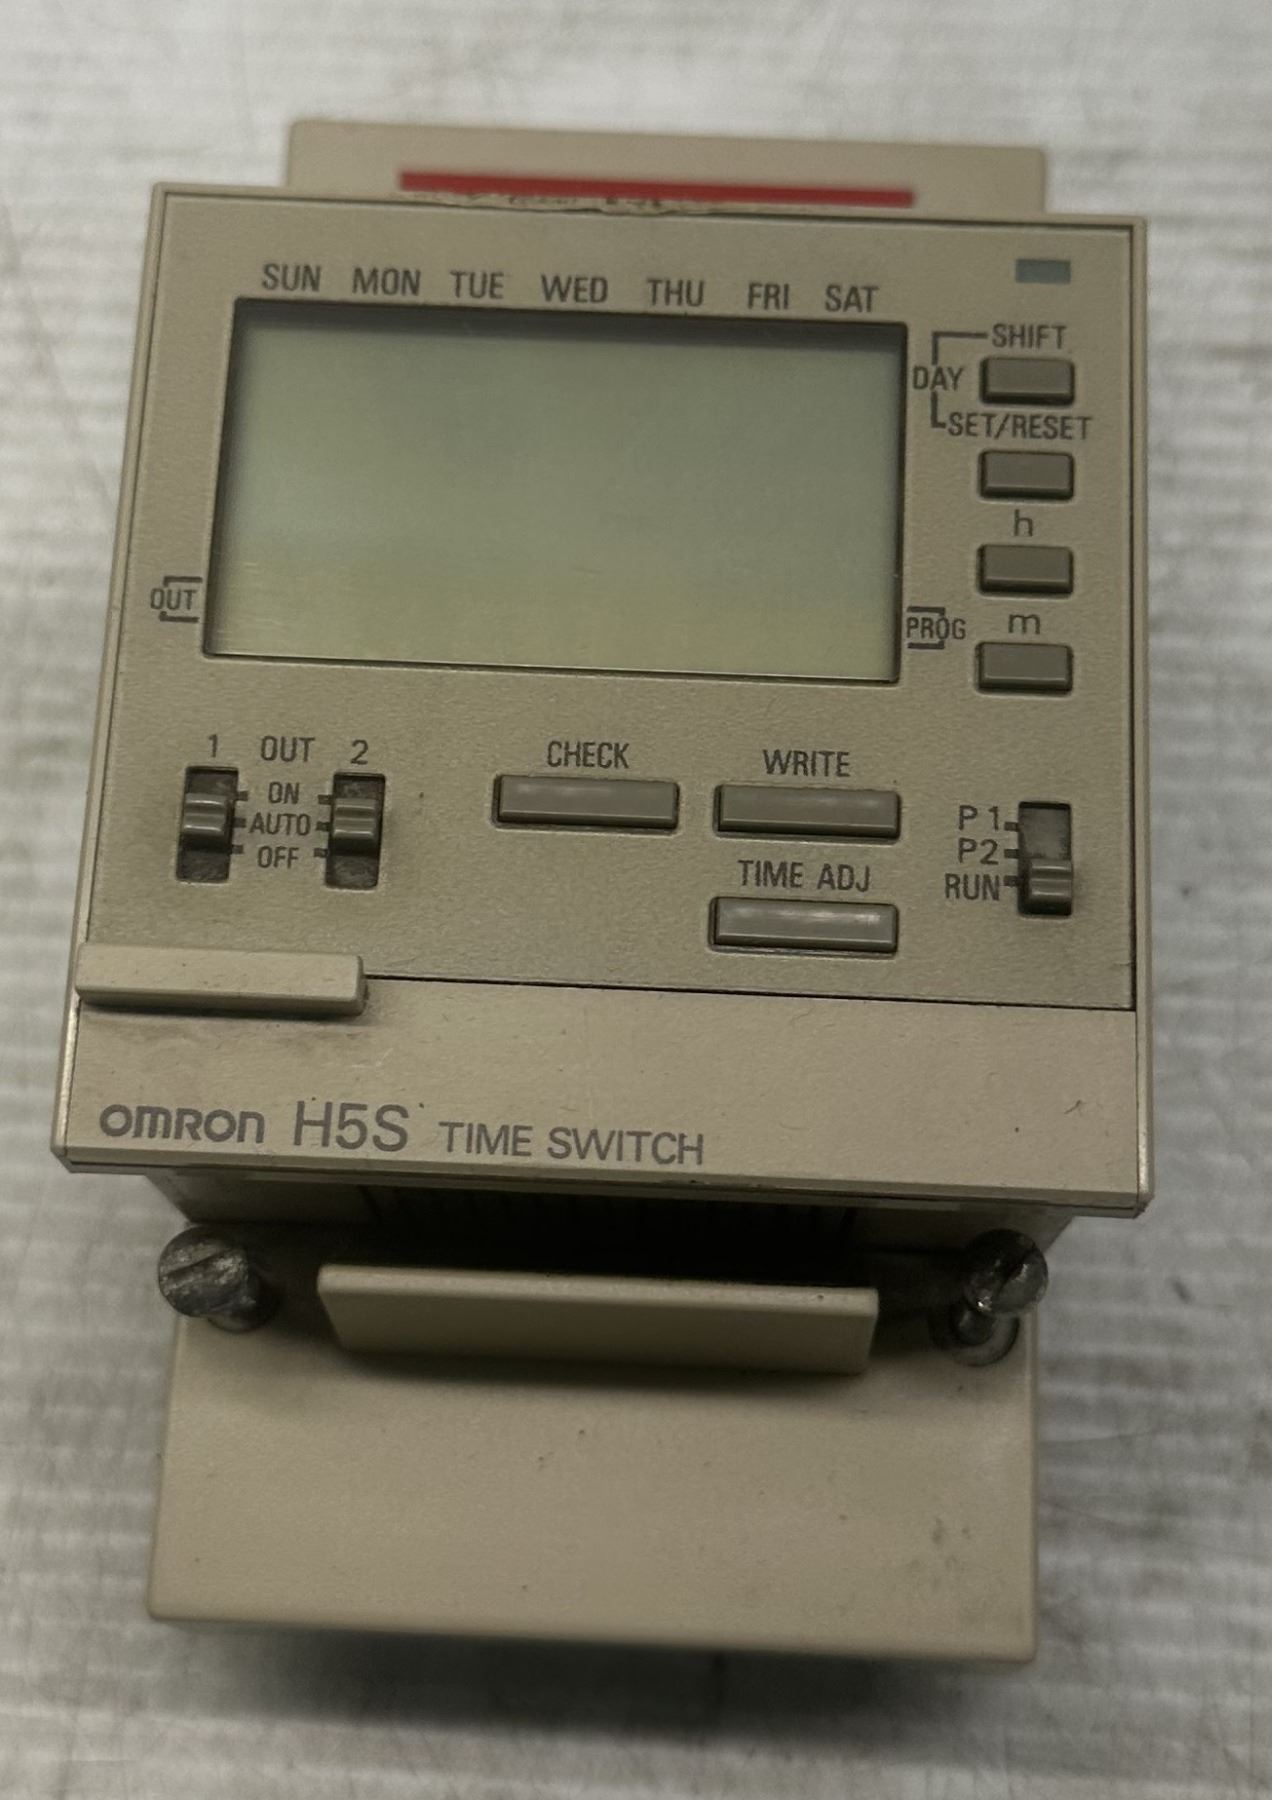 SUN MON TUE WED THU FRI SAT
SHIFT
DAY
SET/RESET
h
OUT
PROG
m
1 OUT 2
ON
AUTO
OFF
CHECK
WRITE
TIME ADJ
P1
P2
RUN
omron H5S TIME SWITCH